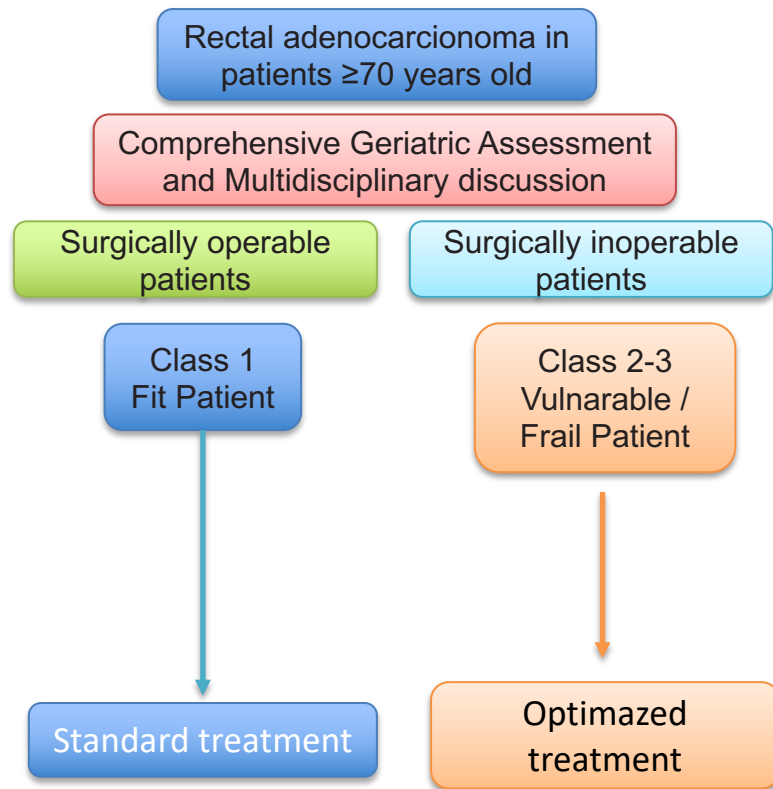 Rectal adenocarcionoma in
patients ≥70 years old
Comprehensive Geriatric Assessment
and Multidisciplinary discussion
Surgically operable
patients
Surgically inoperable
patients
Class 1
Fit Patient
Class 2-3
Vulnarable /
Frail Patient
Standard treatment
Optimazed
treatment